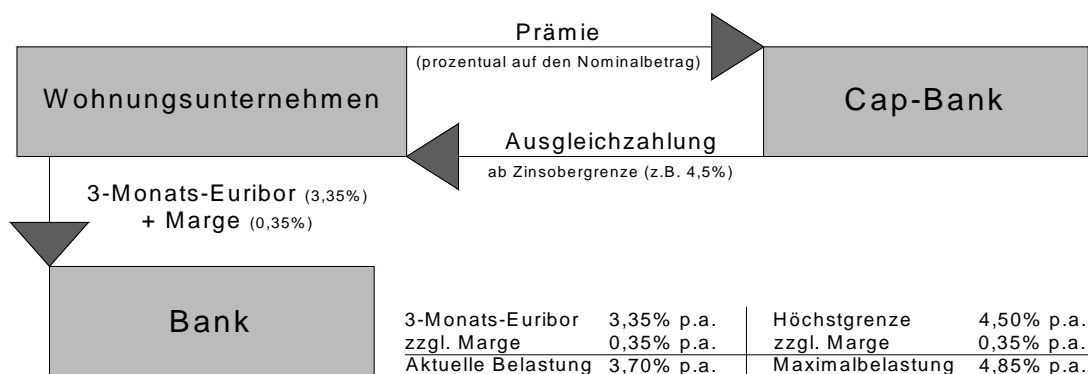 Prämie
(prozentual auf den Nominalbetrag)
Wohnungsunternehmen
Cap-Bank
Ausgleichzahlung
ab Zinsobergrenze (z.B. 4,5%)
3-Monats-Euribor (3,35%)
+ Marge (0,35%)
Bank
3-Monats-Euribor 3,35% p.a.
zzgl. Marge 0,35% p.a.
Aktuelle Belastung 3,70% p.a.
Höchstgrenze 4,50% p.a.
zzgl. Marge 0,35% p.a.
Maximalbelastung 4,85% p.a.